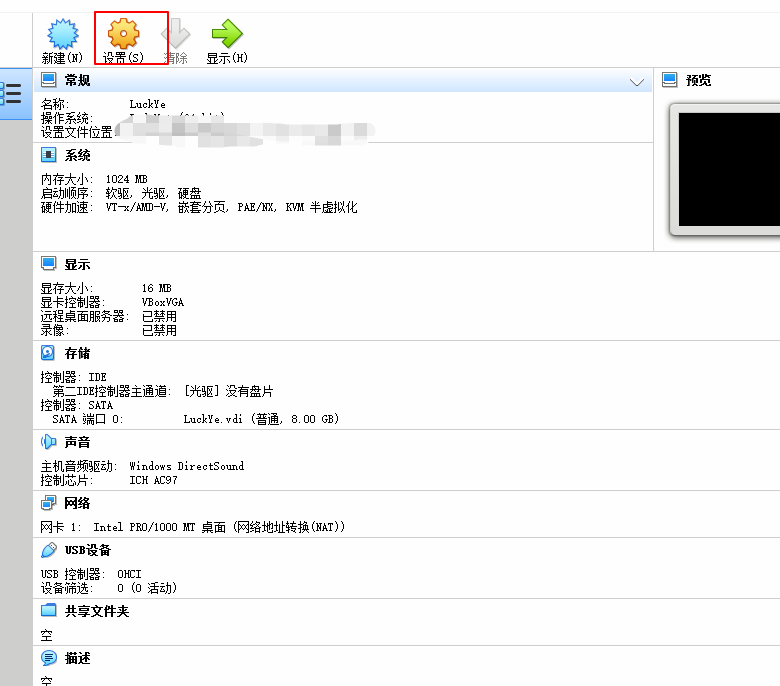 新建(N) 设置(S) 清除 显示(H)
常规
预览
名称: LuckYe
操作系统:
设置文件位置:
系统
内存大小: 1024 MB
启动顺序: 软驱, 光驱, 硬盘
硬件加速: VT-x/AMD-V, 嵌套分页, PAE/NX, KVM 半虚拟化
显示
显存大小: 16 MB
显卡控制器: VBoxVGA
远程桌面服务器: 已禁用
录像: 已禁用
存储
控制器: IDE
第二IDE控制器主通道: [光驱] 没有盘片
控制器: SATA
SATA 端口 0: LuckYe.vdi (普通, 8.00 GB)
声音
主机音频驱动: Windows DirectSound
控制芯片: ICH AC97
网络
网卡 1: Intel PRO/1000 MT 桌面 (网络地址转换(NAT))
USB设备
USB 控制器: OHCI
设备筛选: 0 (0 活动)
共享文件夹
空
描述
空